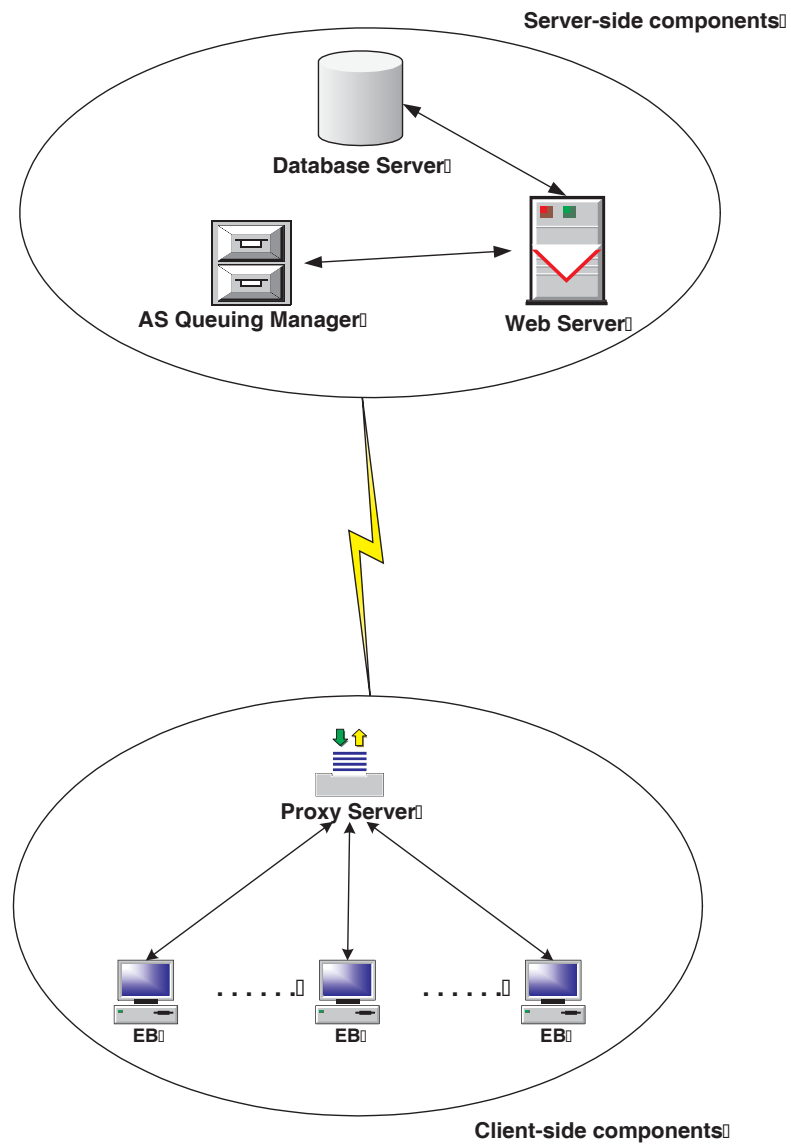 Server-side components
Database Server
AS Queuing Manager
Web Server
Proxy Server
. . . . . .
. . . . . .
EB
EB
EB
Client-side components